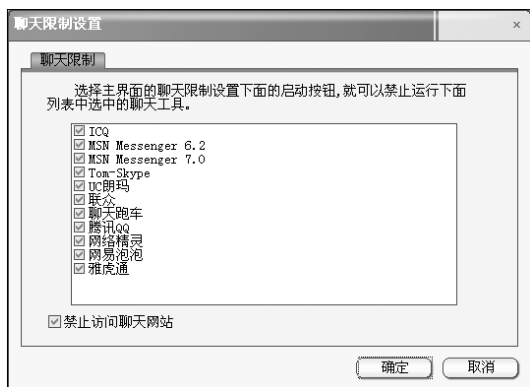 聊天限制设置
聊天限制
选择主界面的聊天限制设置下面的启动按钮,就可以禁止运行下面
列表中选中的聊天工具。
ICQ
MSN Messenger 6.2
MSN Messenger 7.0
Tom-Skype
UC朗玛
联众
聊天跑车
腾讯QQ
网络精灵
网易泡泡
雅虎通
禁止访问聊天网站
确定 取消